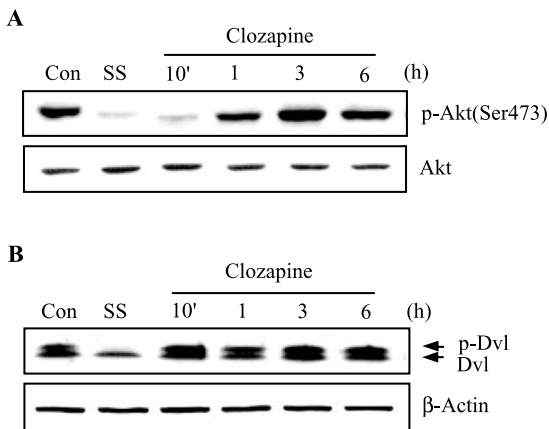 A
Clozapine
Con SS 10' 1 3 6 (h)
p-Akt(Ser473)
Akt
B
Clozapine
Con SS 10' 1 3 6 (h)
p-Dvl
Dvl
β-Actin